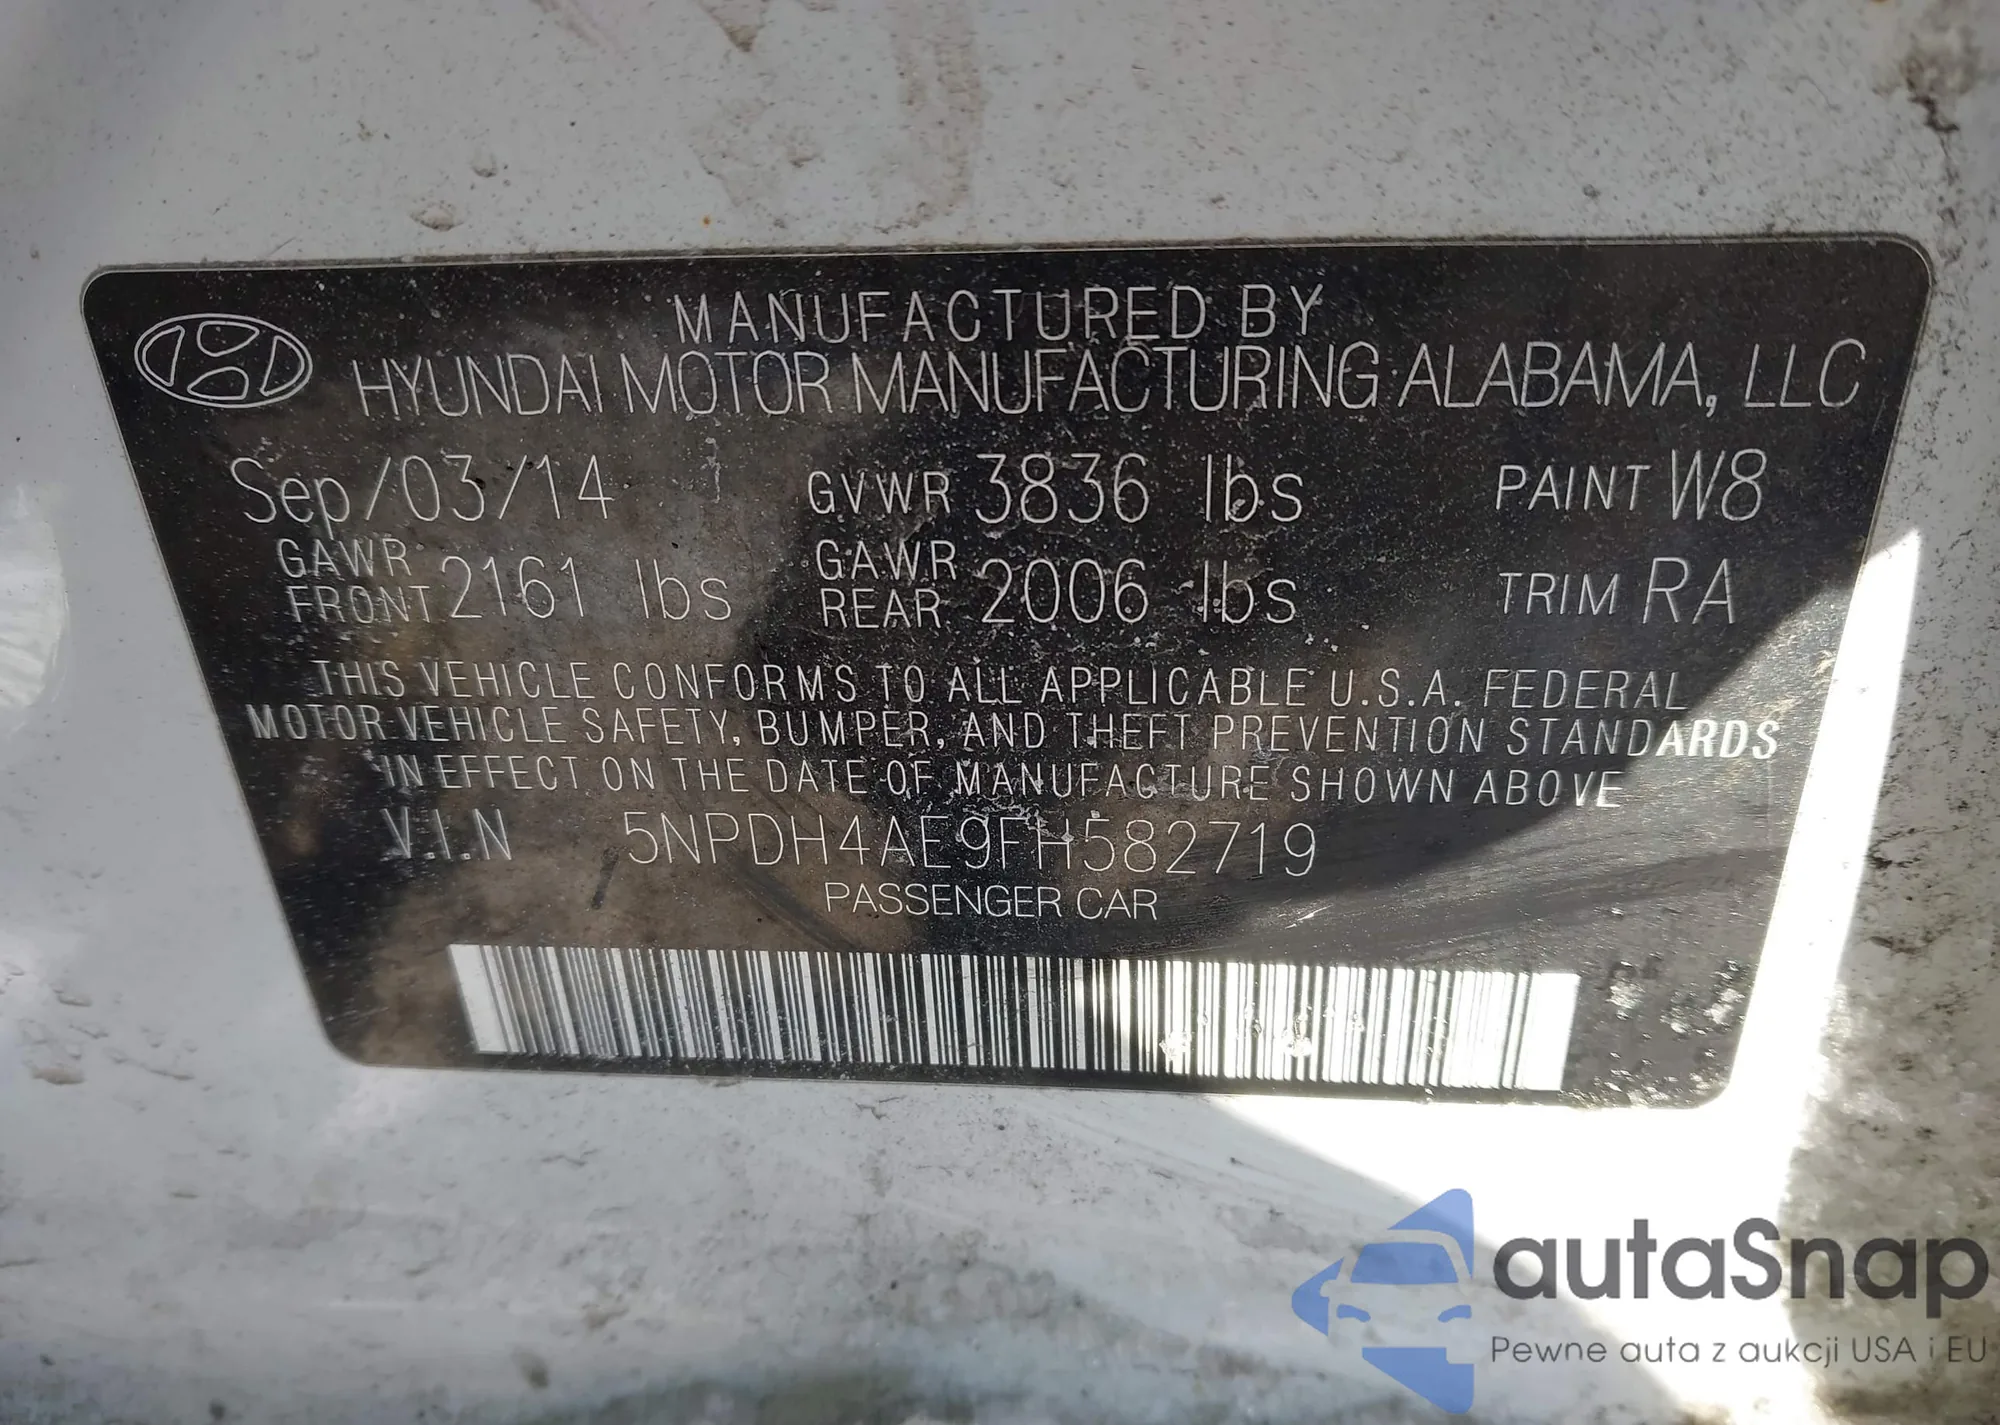 MANUFACTURED BY
HYUNDAI MOTOR MANUFACTURING ALABAMA, LLC
Sep/03/14 GVWR 3836 lbs PAINT W8
GAWR FRONT 2161 lbs GAWR REAR 2006 lbs TRIM RA
THIS VEHICLE CONFORMS TO ALL APPLICABLE U.S.A. FEDERAL
MOTOR VEHICLE SAFETY, BUMPER, AND THEFT PREVENTION STANDARDS
IN EFFECT ON THE DATE OF MANUFACTURE SHOWN ABOVE
V.I.N 5NPDH4AE9FH582719
PASSENGER CAR
autaSnap
Pewne auta z aukcji USA i EU